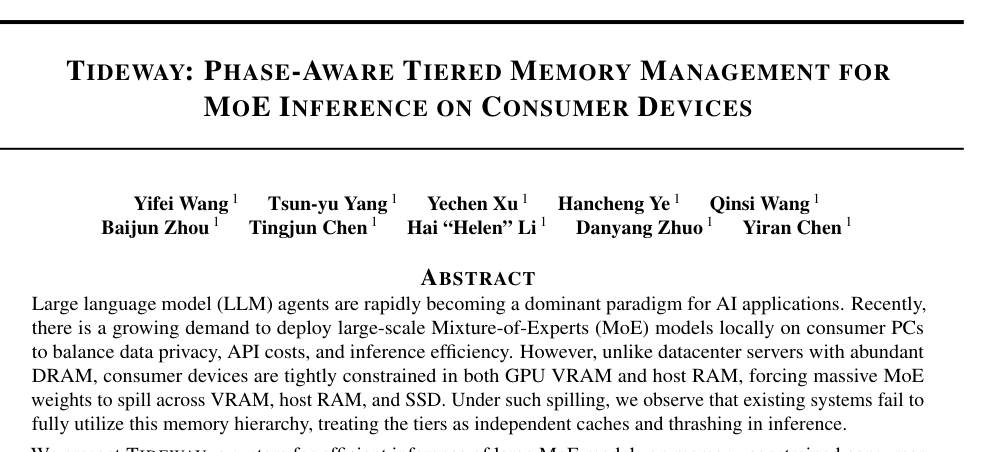 TIDEWAY: PHASE-AWARE TIERED MEMORY MANAGEMENT FOR
MOE INFERENCE ON CONSUMER DEVICES
Yifei Wang 1 Tsun-yu Yang 1 Yechen Xu 1 Hancheng Ye 1 Qinsi Wang 1
Baijun Zhou 1 Tingjun Chen 1 Hai “Helen” Li 1 Danyang Zhuo 1 Yiran Chen 1
ABSTRACT
Large language model (LLM) agents are rapidly becoming a dominant paradigm for AI applications. Recently,
there is a growing demand to deploy large-scale Mixture-of-Experts (MoE) models locally on consumer PCs
to balance data privacy, API costs, and inference efficiency. However, unlike datacenter servers with abundant
DRAM, consumer devices are tightly constrained in both GPU VRAM and host RAM, forcing massive MoE
weights to spill across VRAM, host RAM, and SSD. Under such spilling, we observe that existing systems fail to
fully utilize this memory hierarchy, treating the tiers as independent caches and thrashing in inference.